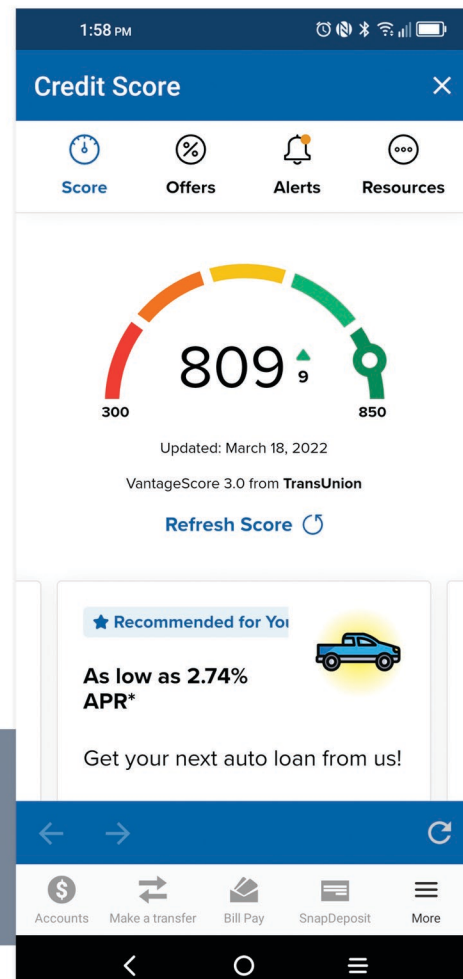 1:58 PM
Credit Score
Score Offers Alerts Resources
809 9
300 850
Updated: March 18, 2022
VantageScore 3.0 from TransUnion
Refresh Score
Recommended for You
As low as 2.74%
APR*
Get your next auto loan from us!
Accounts Make a transfer Bill Pay SnapDeposit More